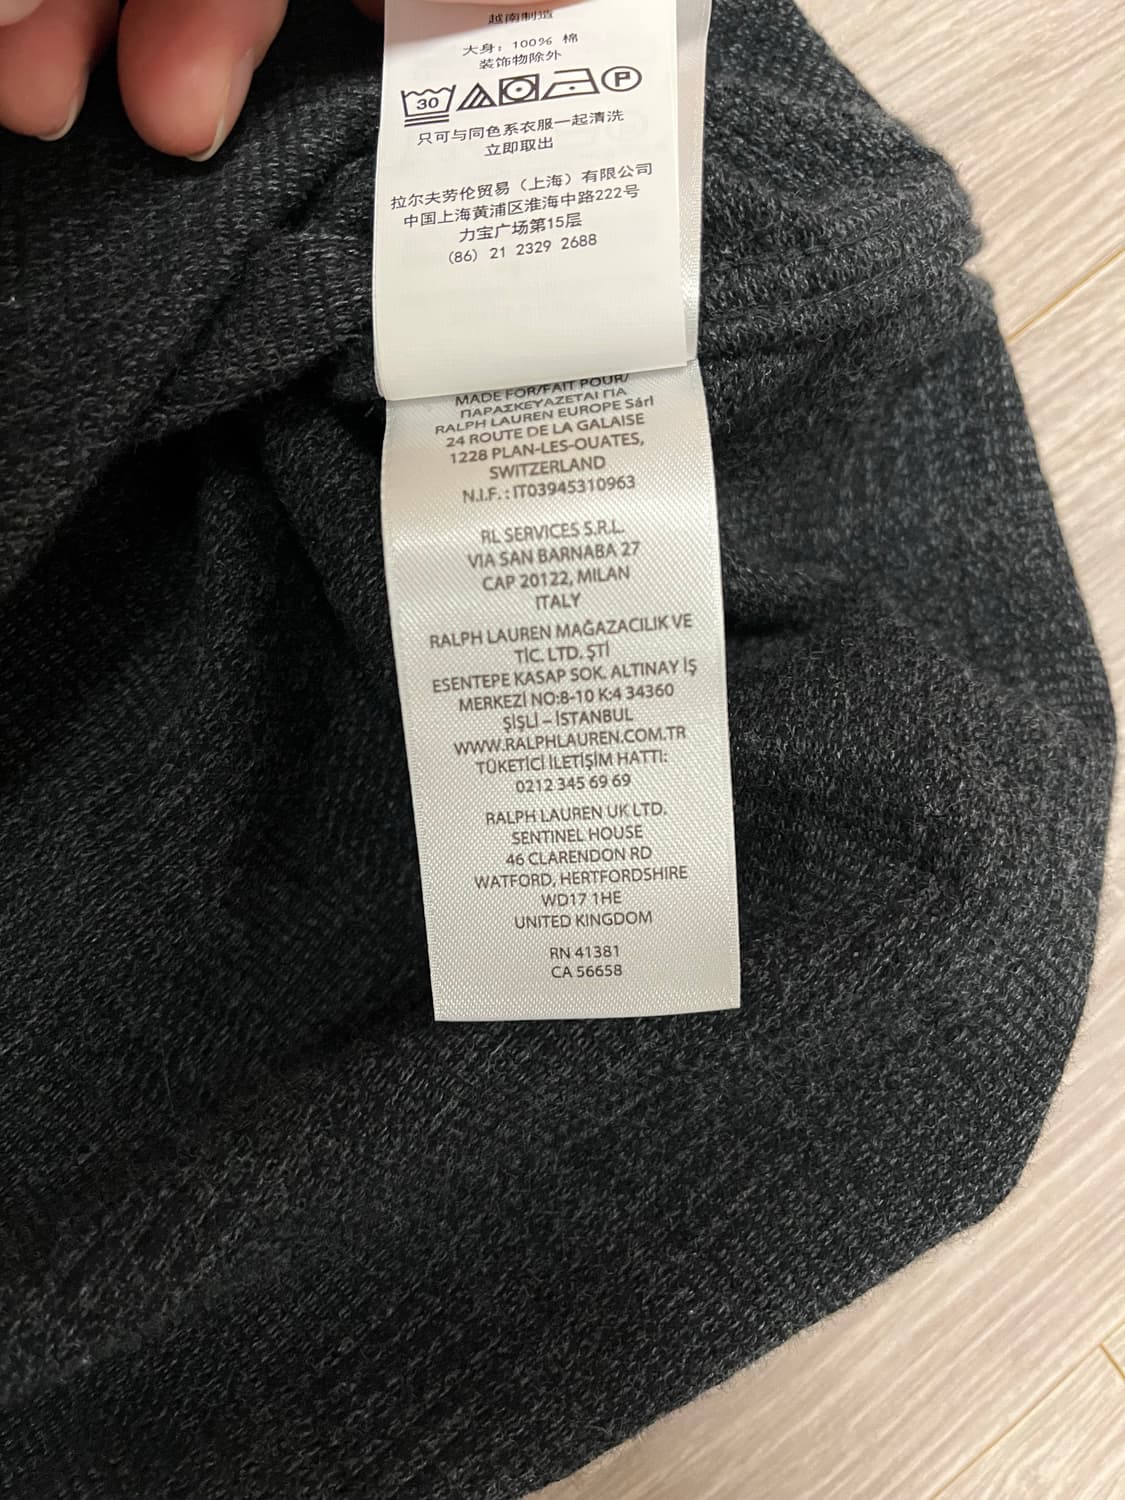 越南制造
大身：100% 棉
装饰物除外
30 P
只可与同色系衣服一起清洗
立即取出
拉尔夫劳伦贸易（上海）有限公司
中国上海黄浦区淮海中路222号
力宝广场第15层
(86) 21 2329 2688
MADE FOR/FAIT POUR/
ΠΑΡΑΣΚΕΥΑΖΕΤΑΙ ΓΙΑ
RALPH LAUREN EUROPE Sárl
24 ROUTE DE LA GALAISE
1228 PLAN-LES-OUATES,
SWITZERLAND
N.I.F. : IT03945310963
RL SERVICES S.R.L.
VIA SAN BARNABA 27
CAP 20122, MILAN
ITALY
RALPH LAUREN MAĞAZACILIK VE
TİC. LTD. ŞTİ
ESENTEPE KASAP SOK. ALTINAY İŞ
MERKEZİ NO:8-10 K:4 34360
ŞİŞLİ – İSTANBUL
WWW.RALPHLAUREN.COM.TR
TÜKETİCİ İLETİŞİM HATTI:
0212 345 69 69
RALPH LAUREN UK LTD.
SENTINEL HOUSE
46 CLARENDON RD
WATFORD, HERTFORDSHIRE
WD17 1HE
UNITED KINGDOM
RN 41381
CA 56658